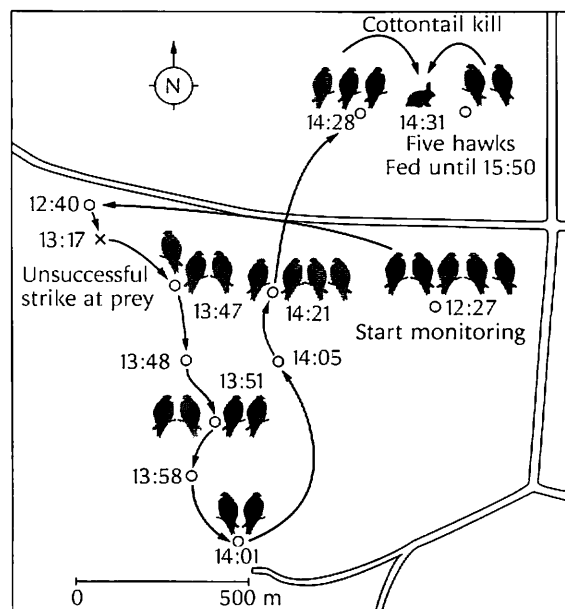 Cottontail kill
N
14:28
14:31
Five hawks
Fed until 15:50
12:40
13:17
Unsuccessful
strike at prey
13:47
14:21
12:27
Start monitoring
13:48
14:05
13:51
13:58
14:01
0
500 m